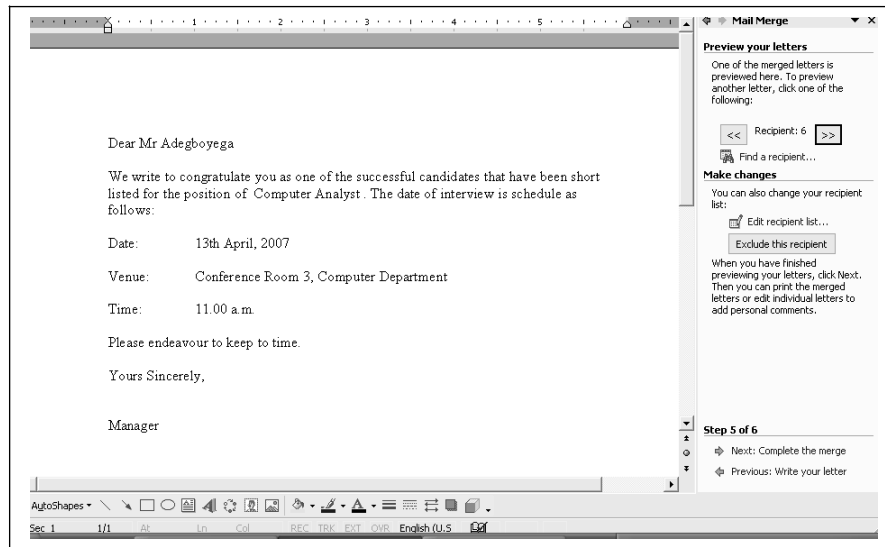 1 2 3 4 5
Dear Mr Adegboyega
We write to congratulate you as one of the successful candidates that have been short
listed for the position of Computer Analyst . The date of interview is schedule as
follows:
Date: 13th April, 2007
Venue: Conference Room 3, Computer Department
Time: 11.00 a.m.
Please endeavour to keep to time.
Yours Sincerely,
Manager
Mail Merge
Preview your letters
One of the merged letters is
previewed here. To preview
another letter, click one of the
following:
<< Recipient: 6 >>
Find a recipient...
Make changes
You can also change your recipient
list:
Edit recipient list...
Exclude this recipient
When you have finished
previewing your letters, click Next.
Then you can print the merged
letters or edit individual letters to
add personal comments.
Step 5 of 6
Next: Complete the merge
Previous: Write your letter
AutoShapes
Sec 1 1/1 At Ln Col REC TRK EXT OVR English (U.S